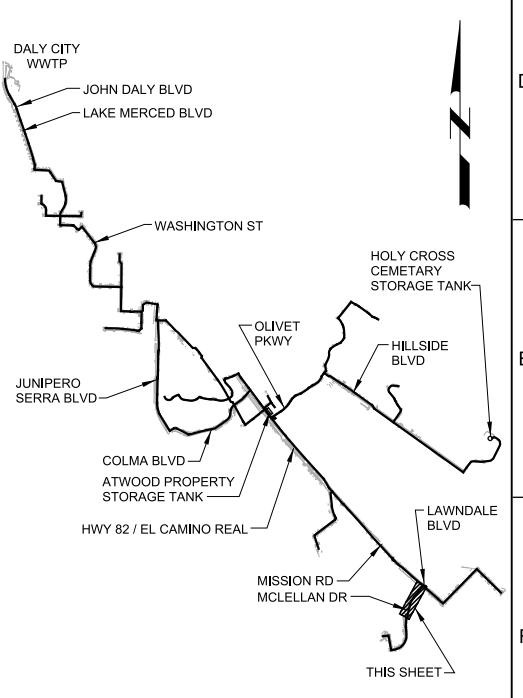 DALY CITY
WWTP
JOHN DALY BLVD
LAKE MERCED BLVD
N
WASHINGTON ST
HOLY CROSS
CEMETARY
STORAGE TANK
OLIVET
PKWY
HILLSIDE
BLVD
JUNIPERO
SERRA BLVD
COLMA BLVD
ATWOOD PROPERTY
STORAGE TANK
HWY 82 / EL CAMINO REAL
LAWNDALE
BLVD
MISSION RD
MCLELLAN DR
THIS SHEET
D
E
F